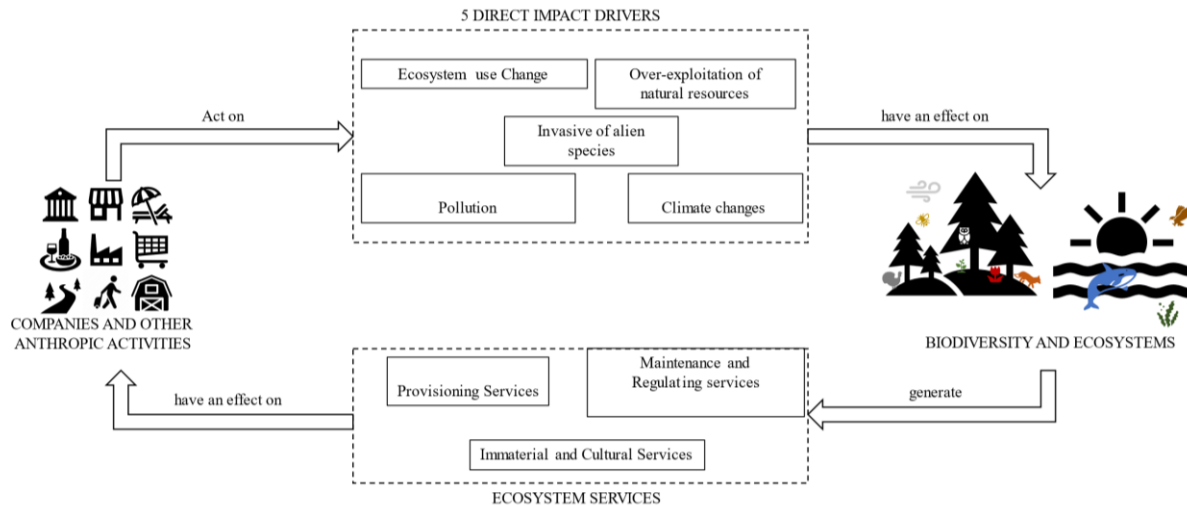 5 DIRECT IMPACT DRIVERS
Ecosystem use Change
Over-exploitation of
natural resources
Act on
have an effect on
Invasive of alien
species
Pollution
Climate changes
COMPANIES AND OTHER
ANTHROPIC ACTIVITIES
BIODIVERSITY AND ECOSYSTEMS
Provisioning Services
Maintenance and
Regulating services
have an effect on
generate
Immaterial and Cultural Services
ECOSYSTEM SERVICES